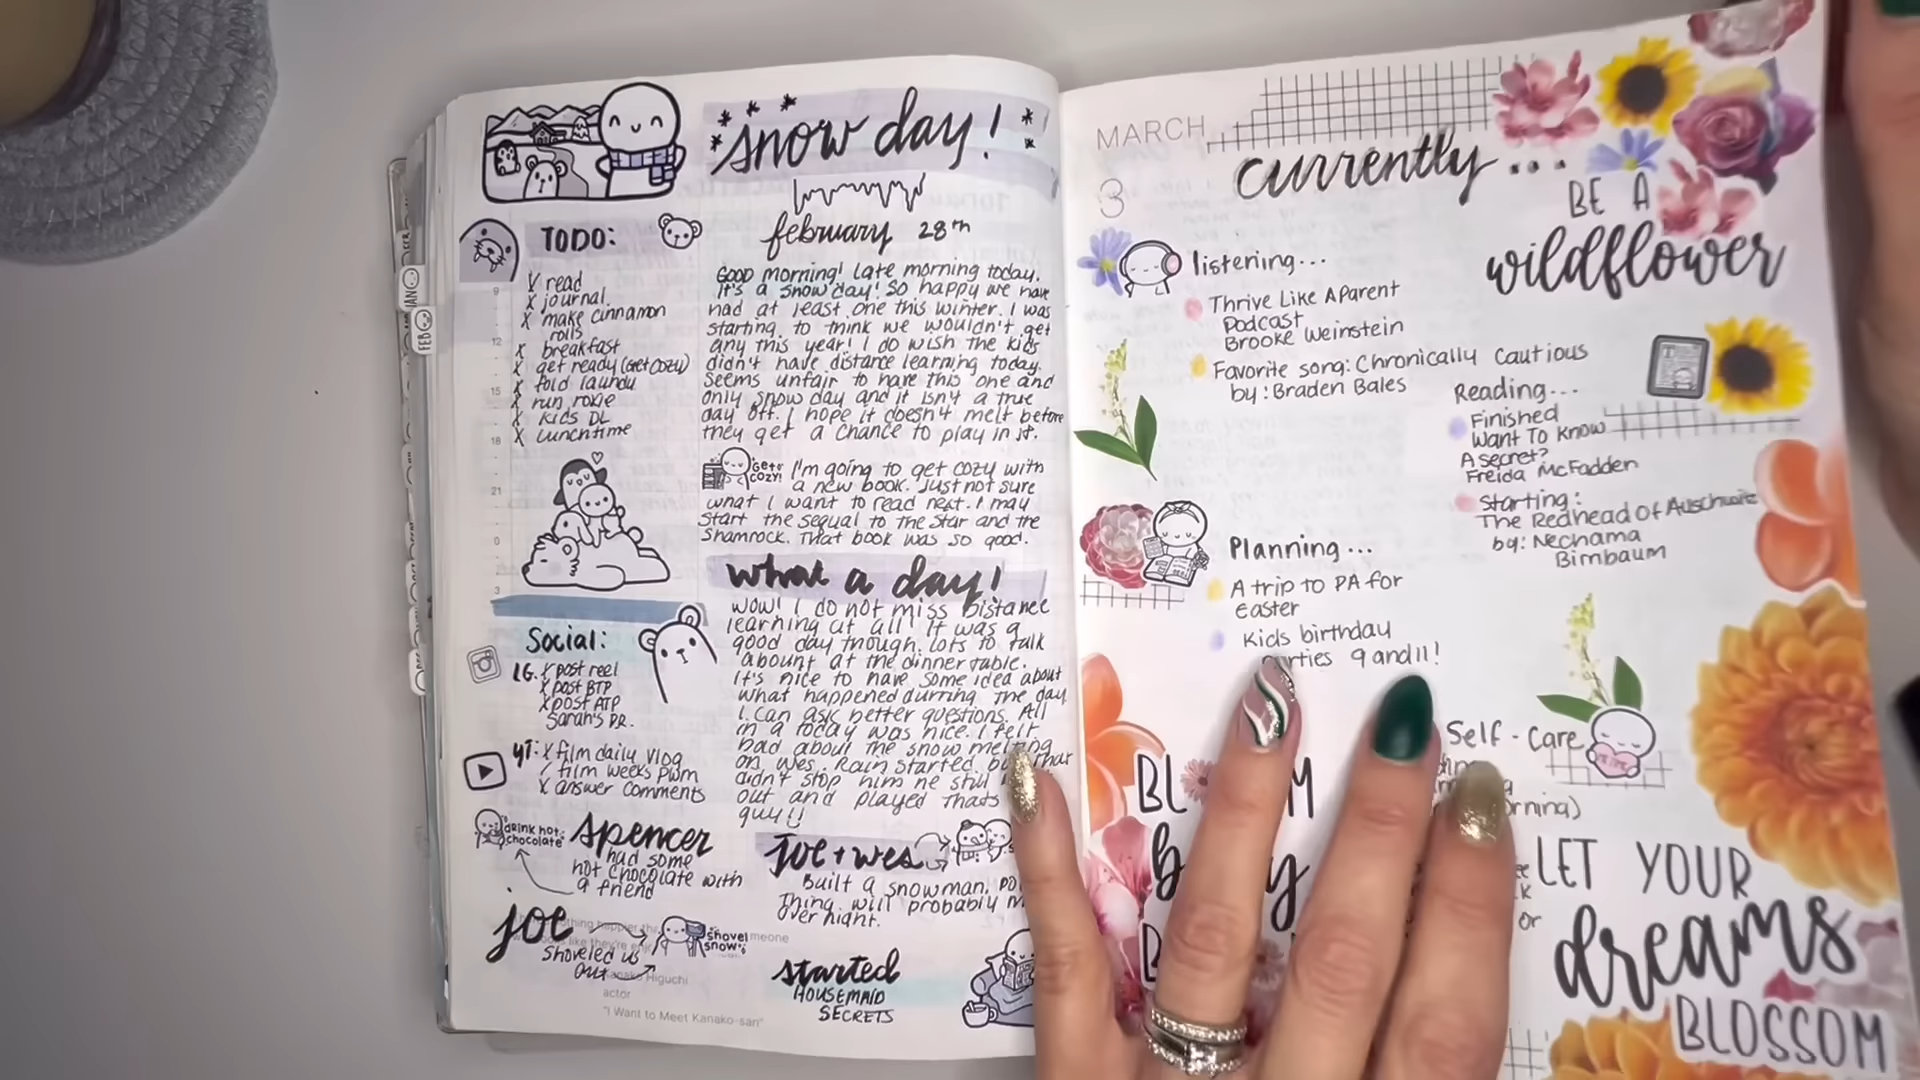 snow day!
february 28th
TODO:
X read
X journal
X make cinnamon
rolls
X breakfast
X get ready (Get Cozy)
X fold laundu
X run roxie
X kids DL
X lunchtime
9
12
15
18
21
0
3
Good morning! Late morning today.
It's a snow day! So happy we have
had at least one this winter. I was
starting to think we wouldn't get
any this year! I do wish the kids
didn't have distance learning today.
Seems unfair to have this one and
only snow day and it isn't a true
day off. I hope it doesn't melt before
they get a chance to play in it.
GET COZY!
I'm going to get cozy with
a new book. Just not sure
what I want to read next. I may
start the sequal to the Star and the
Shamrock. That book was so good.
what a day!
Wow! I do not miss Distance
learning at all! It was a
good day though. Lots to talk
abount at the dinner table.
It's nice to have some idea about
what happened durring the day
I can ask better questions. All
in a today was nice. I felt
bad about the snow melting
on wes. Rain started but that
didn't stop him he still
out and played Thats
guy!!
Social:
IG: X post reel
X post BTP
X post ATP
Sarah's PR.
YT: X film daily vlog
/ film weeks PWM
X answer comments
DRINK HOT
CHOCOLATE
spencer
had some
hot chocolate with
a friend
joe
shoveled us
out
shovel
snow
joe + wes
Built a snowman,
Thing will probably
over night.
started
HOUSEMAID
SECRETS
Kanako Higuchi
actor
"I Want to Meet Kanako-san"
JAN
FEB
MARCH
3
currently...
BE A
wildflower
listening...
Thrive Like A Parent
Podcast
Brooke Weinstein
Favorite song: Chronically Cautious
by: Braden Bales
Reading...
Finished
Want To Know
A secret?
Freida McFadden
Starting:
The Redhead Of Auschwitz
by: Nechama
Birnbaum
Planning...
A trip to PA for
Easter
Kids birthday
parties 9 and 11!
Self-Care
LET YOUR
dreams
BLOSSOM